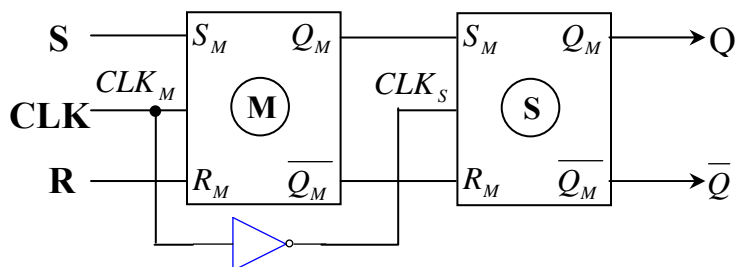 S S_M Q_M S_M Q_M Q
CLK_M CLK_S
CLK M S
R R_M \overline{Q_M} R_M \overline{Q_M} \overline{Q}